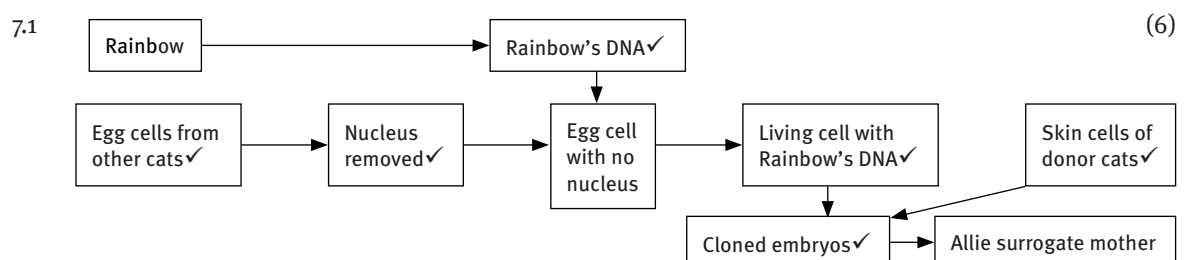 7.1
(6)
Rainbow
Rainbow's DNA✓
Egg cells from
other cats✓
Nucleus
removed✓
Egg cell
with no
nucleus
Living cell with
Rainbow's DNA✓
Skin cells of
donor cats✓
Cloned embryos✓
Allie surrogate mother